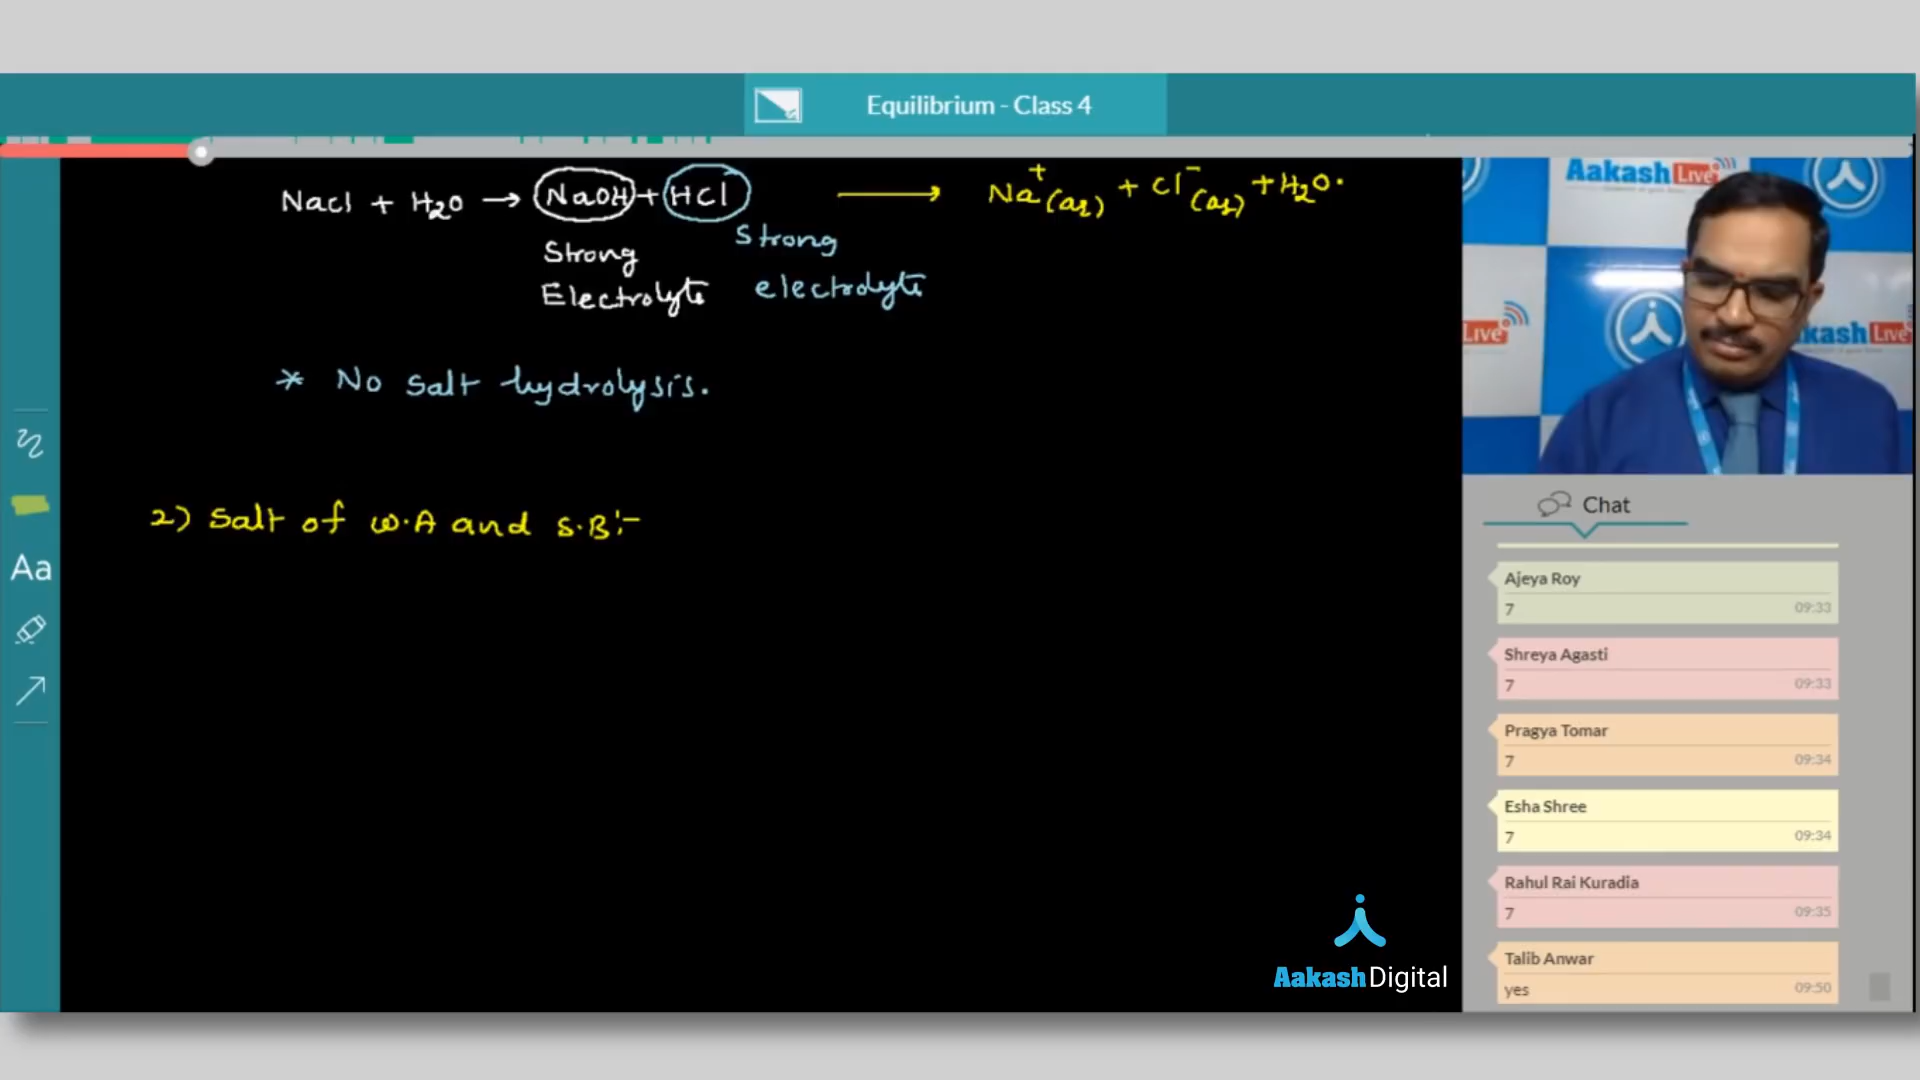 Equilibrium - Class 4
Nacl + H2O → NaOH + HCl → Na+(aq) + Cl-(aq) + H2O.
Strong
Electrolyte
Strong
electrolyte
* No Salt hydrolysis.
2) Salt of W.A and S.B:-
Aa
Aakash Live
Live
kash Live
Chat
Ajeya Roy
7 09:33
Shreya Agasti
7 09:33
Pragya Tomar
7 09:34
Esha Shree
7 09:34
Rahul Rai Kuradia
7 09:35
Talib Anwar
yes 09:50
Aakash Digital